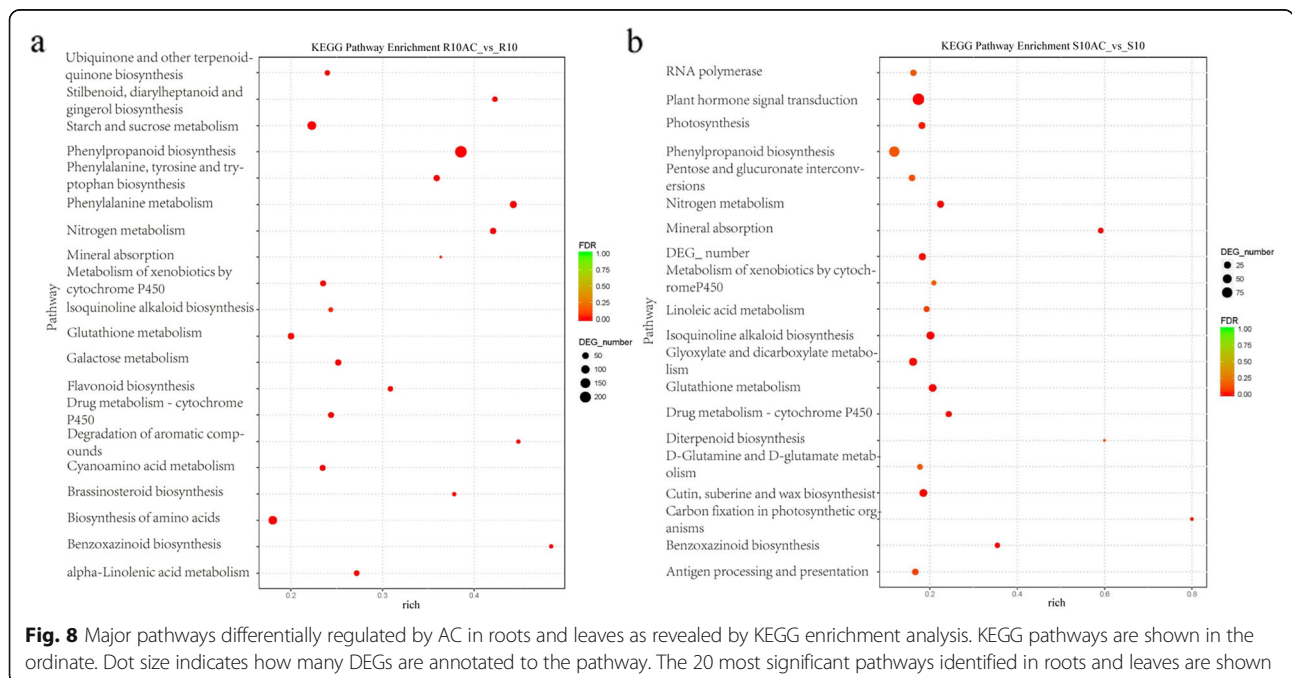 a
KEGG Pathway Enrichment R10AC_vs_R10
Ubiquinone and other terpenoid-
quinone biosynthesis
Stilbenoid, diarylheptanoid and
gingerol biosynthesis
Starch and sucrose metabolism
Phenylpropanoid biosynthesis
Phenylalanine, tyrosine and try-
ptophan biosynthesis
Phenylalanine metabolism
Nitrogen metabolism
Mineral absorption
Metabolism of xenobiotics by
cytochrome P450
Isoquinoline alkaloid biosynthesis
Glutathione metabolism
Galactose metabolism
Flavonoid biosynthesis
Drug metabolism - cytochrome
P450
Degradation of aromatic comp-
ounds
Cyanoamino acid metabolism
Brassinosteroid biosynthesis
Biosynthesis of amino acids
Benzoxazinoid biosynthesis
alpha-Linolenic acid metabolism
Pathway
0.2 0.3 0.4
rich
FDR
1.00
0.75
0.50
0.25
0.00
DEG_number
50
100
150
200
b
KEGG Pathway Enrichment S10AC_vs_S10
RNA polymerase
Plant hormone signal transduction
Photosynthesis
Phenylpropanoid biosynthesis
Pentose and glucuronate interconv-
ersions
Nitrogen metabolism
Mineral absorption
DEG_ number
Metabolism of xenobiotics by cytoch-
romeP450
Linoleic acid metabolism
Isoquinoline alkaloid biosynthesis
Glyoxylate and dicarboxylate metabo-
lism
Glutathione metabolism
Drug metabolism - cytochrome P450
Diterpenoid biosynthesis
D-Glutamine and D-glutamate metab-
olism
Cutin, suberine and wax biosynthesist
Carbon fixation in photosynthetic org
anisms
Benzoxazinoid biosynthesis
Antigen processing and presentation
Pathway
0.2 0.4 0.6 0.8
rich
DEG_number
25
50
75
FDR
1.00
0.75
0.50
0.25
0.00
Fig. 8 Major pathways differentially regulated by AC in roots and leaves as revealed by KEGG enrichment analysis. KEGG pathways are shown in the
ordinate. Dot size indicates how many DEGs are annotated to the pathway. The 20 most significant pathways identified in roots and leaves are shown